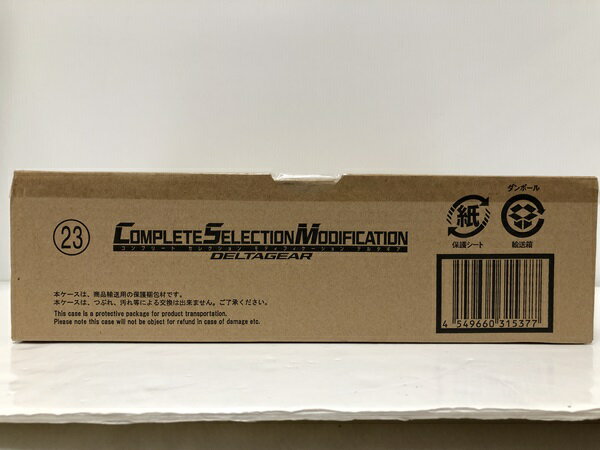 23
COMPLETE SELECTION MODIFICATION
コンプリート セレクション モディフィケーション デルタギア
DELTAGEAR
本ケースは、商品輸送用の保護梱包材です。
本ケースは、つぶれ、汚れ等による交換は出来ません。ご了承ください。
This case is a protective package for product transportation.
Please note this case will not be object for refund in case of damage etc.
紙
保護シート
ダンボール
輸送箱
4 549660 315377